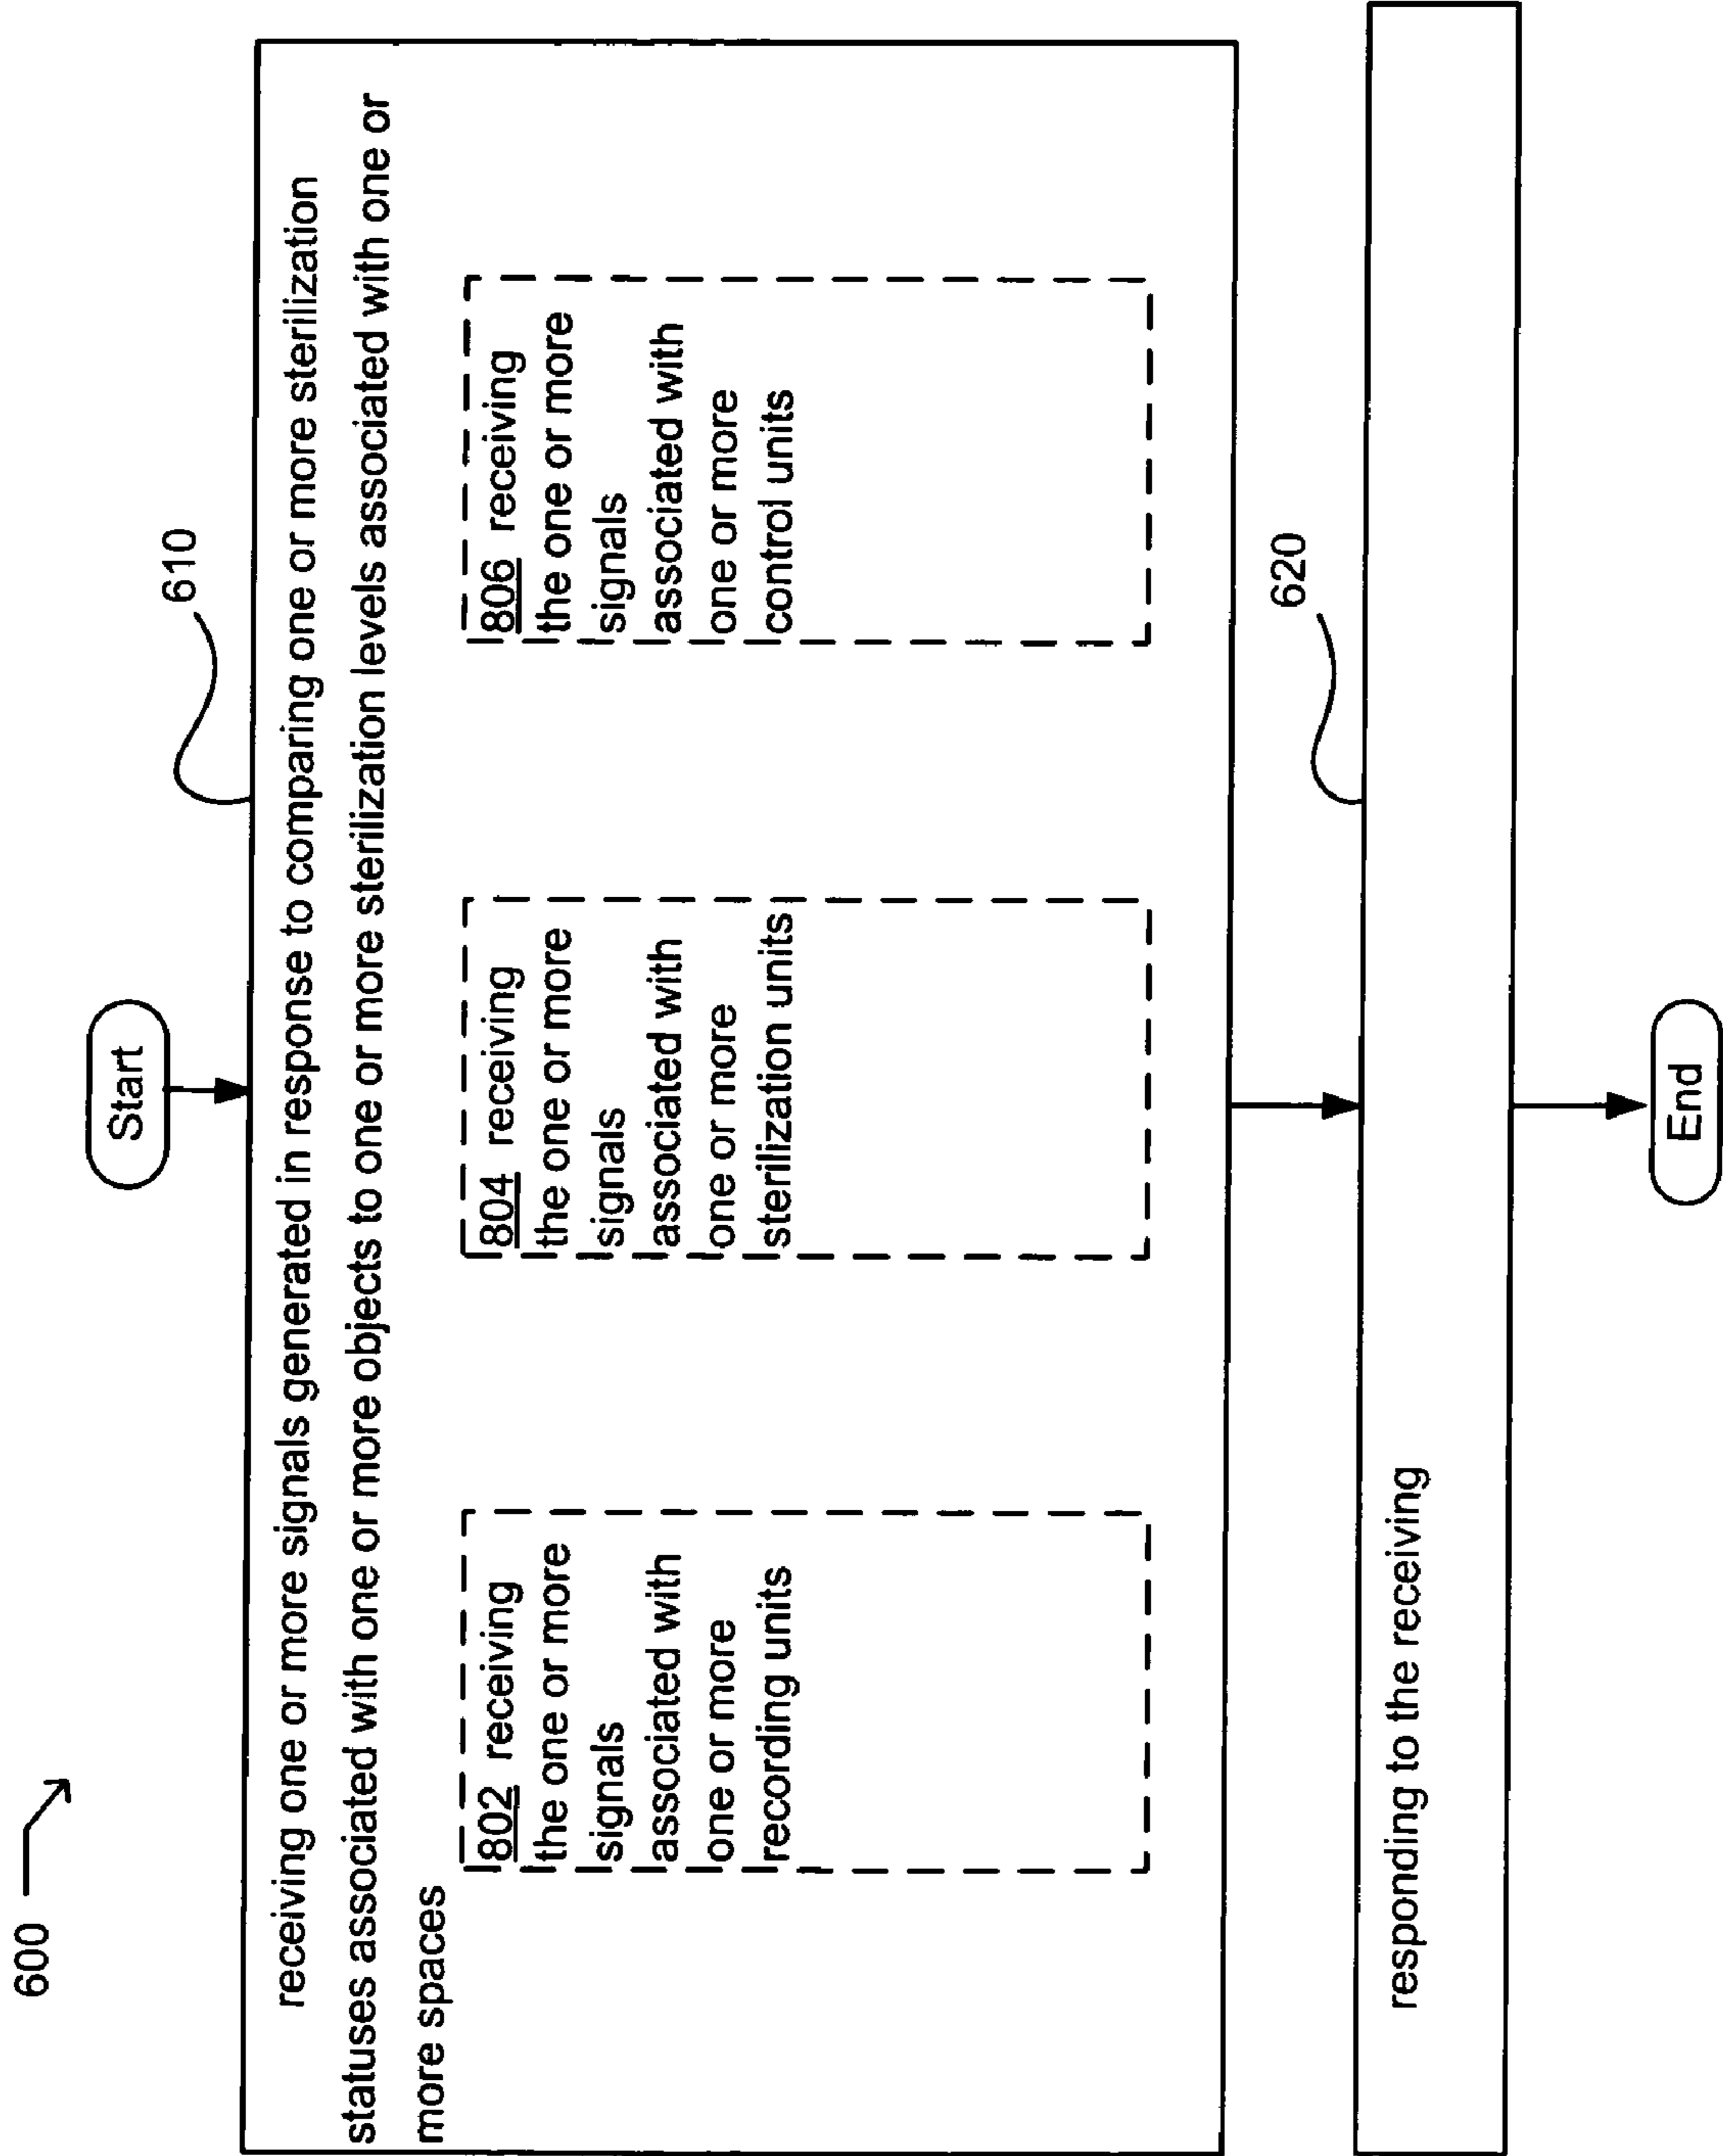 600
Start
610
receiving one or more signals generated in response to comparing one or more sterilization
statuses associated with one or more objects to one or more sterilization levels associated with one or
more spaces
802 receiving
the one or more
signals
associated with
one or more
recording units
804 receiving
the one or more
signals
associated with
one or more
sterilization units
806 receiving
the one or more
signals
associated with
one or more
control units
620
responding to the receiving
End